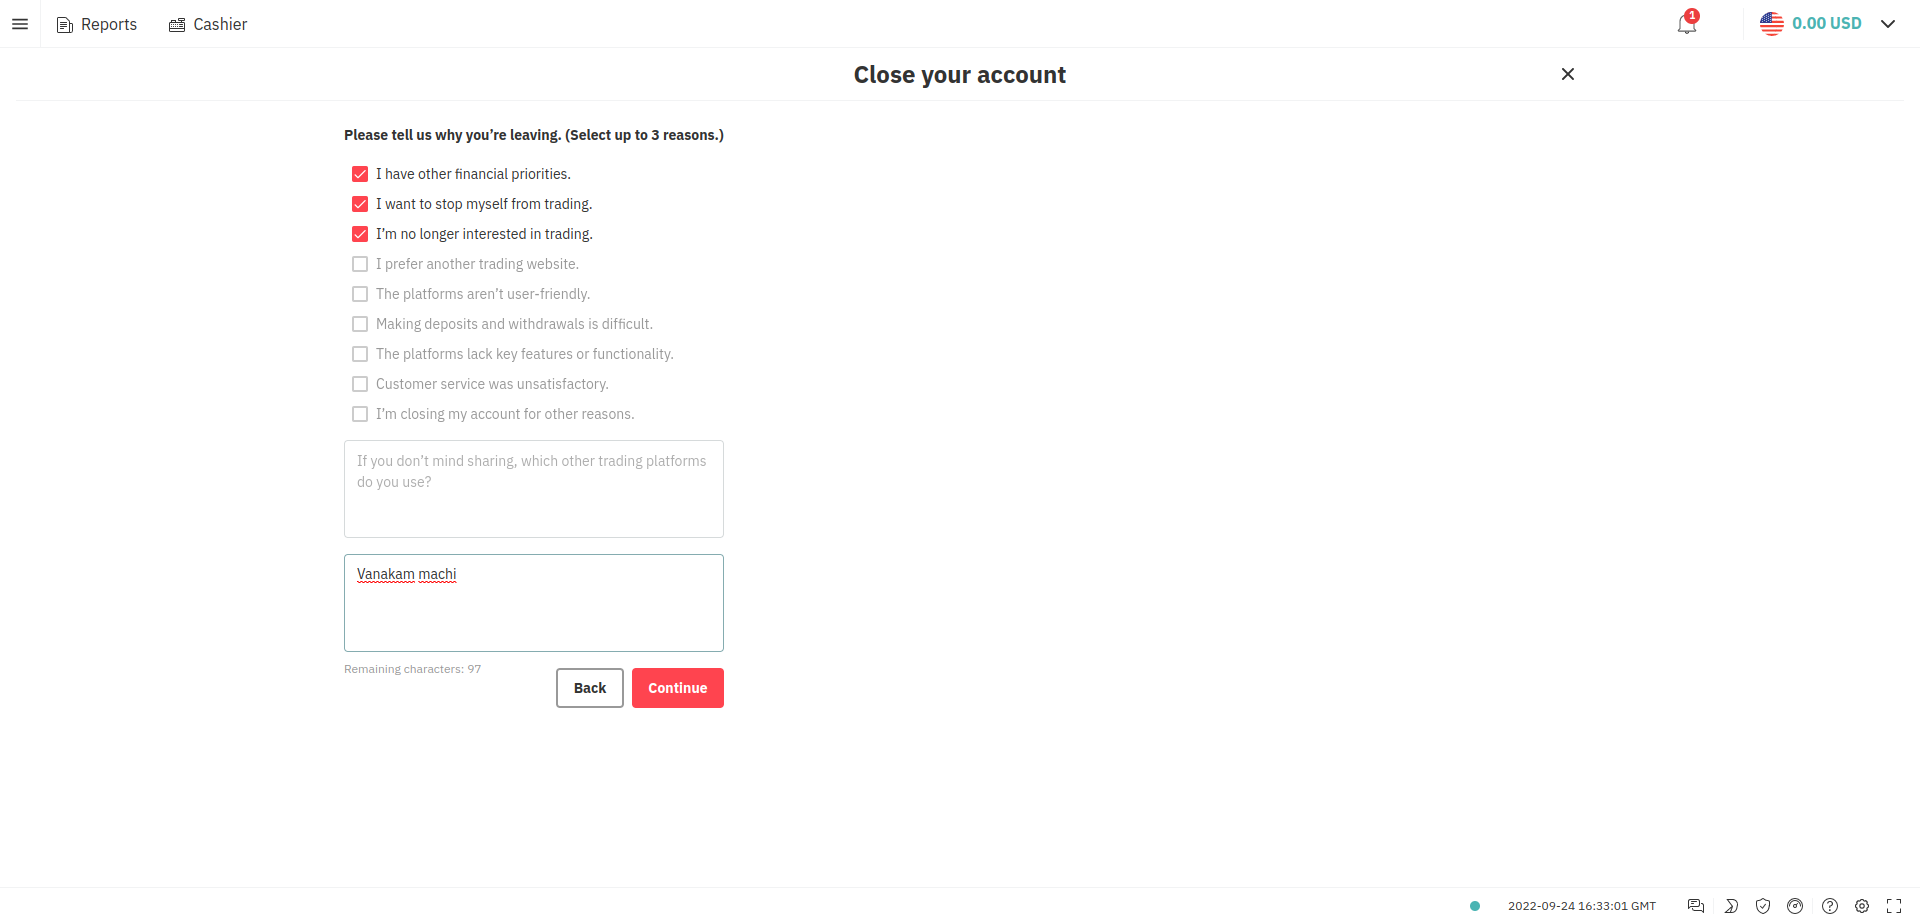 Reports
Cashier
1
0.00 USD
Close your account
Please tell us why you’re leaving. (Select up to 3 reasons.)
I have other financial priorities.
I want to stop myself from trading.
I’m no longer interested in trading.
I prefer another trading website.
The platforms aren’t user-friendly.
Making deposits and withdrawals is difficult.
The platforms lack key features or functionality.
Customer service was unsatisfactory.
I’m closing my account for other reasons.
If you don’t mind sharing, which other trading platforms
do you use?
Vanakam machi
Remaining characters: 97
Back
Continue
2022-09-24 16:33:01 GMT